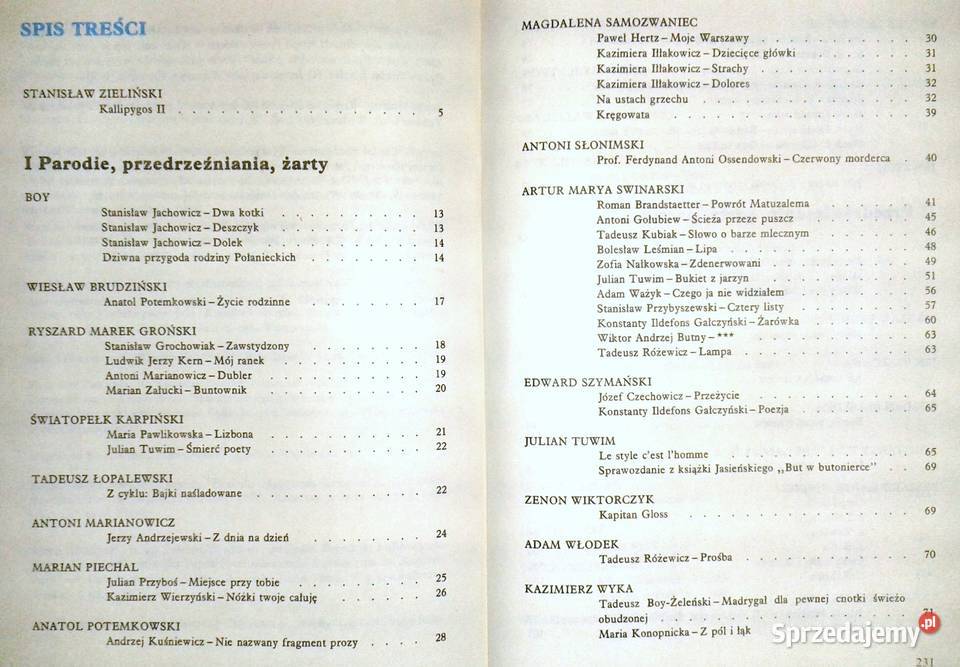 SPIS TREŚCI
STANISŁAW ZIELIŃSKI
Kallipygos II . . . . . . . . . . . . . . . . 5
I Parodie, przedrzeźniania, żarty
BOY
Stanisław Jachowicz – Dwa kotki . . . . . . . . . 13
Stanisław Jachowicz – Deszczyk . . . . . . . . . 13
Stanisław Jachowicz – Dolek . . . . . . . . . . 14
Dziwna przygoda rodziny Połanieckich . . . . . . . 14
WIESŁAW BRUDZIŃSKI
Anatol Potemkowski – Życie rodzinne . . . . . . . 17
RYSZARD MAREK GROŃSKI
Stanisław Grochowiak – Zawstydzony . . . . . . . 18
Ludwik Jerzy Kern – Mój ranek . . . . . . . . 19
Antoni Marianowicz – Dubler . . . . . . . . . 19
Marian Załucki – Buntownik . . . . . . . . . 20
ŚWIATOPEŁK KARPIŃSKI
Maria Pawlikowska – Lizbona . . . . . . . . . 21
Julian Tuwim – Śmierć poety . . . . . . . . . 22
TADEUSZ ŁOPALEWSKI
Z cyklu: Bajki naśladowane . . . . . . . . . . 22
ANTONI MARIANOWICZ
Jerzy Andrzejewski – Z dnia na dzień . . . . . . . 24
MARIAN PIECHAL
Julian Przyboś – Miejsce przy tobie . . . . . . . . 25
Kazimierz Wierzyński – Nóżki twoje całuję . . . . . . 26
ANATOL POTEMKOWSKI
Andrzej Kuśniewicz – Nie nazwany fragment prozy . . . . 28
MAGDALENA SAMOZWANIEC
Paweł Hertz – Moje Warszawy . . . . . . . . . 30
Kazimiera Iłłakowicz – Dziecięce główki . . . . . . . 31
Kazimiera Iłłakowicz – Strachy . . . . . . . . . 31
Kazimiera Iłłakowicz – Dolores . . . . . . . . . 32
Na ustach grzechu . . . . . . . . . . . . 32
Kręgowata . . . . . . . . . . . . . . 39
ANTONI SŁONIMSKI
Prof. Ferdynand Antoni Ossendowski – Czerwony morderca . 40
ARTUR MARYA SWINARSKI
Roman Brandstaetter – Powrót Matuzalema . . . . . . 41
Antoni Gołubiew – Ścieża przeze puszcz . . . . . . . 45
Tadeusz Kubiak – Słowo o barze mlecznym . . . . . . 46
Bolesław Leśmian – Lipa . . . . . . . . . . 48
Zofia Nałkowska – Zdenerwowani . . . . . . . . 49
Julian Tuwim – Bukiet z jarzyn . . . . . . . . . 51
Adam Ważyk – Czego ja nie widziałem . . . . . . . 56
Stanisław Przybyszewski – Cztery listy . . . . . . . 57
Konstanty Ildefons Gałczyński – Żarówka . . . . . . 60
Wiktor Andrzej Butny – *** . . . . . . . . . 63
Tadeusz Różewicz – Lampa . . . . . . . . . . 63
EDWARD SZYMAŃSKI
Józef Czechowicz – Przeżycie . . . . . . . . . 64
Konstanty Ildefons Gałczyński – Poezja . . . . . . . 65
JULIAN TUWIM
Le style c'est l'homme . . . . . . . . . . . 65
Sprawozdanie z książki Jasieńskiego „But w butonierce” . . 69
ZENON WIKTORCZYK
Kapitan Gloss . . . . . . . . . . . . . 69
ADAM WŁODEK
Tadeusz Różewicz – Prośba . . . . . . . . . . 70
KAZIMIERZ WYKA
Tadeusz Boy-Żeleński – Madrygał dla pewnej cnotki świeżo
obudzonej . . . . . . . . . . . . . . 71
Maria Konopnicka – Z pól i łąk
Sprzedajemy.pl
231